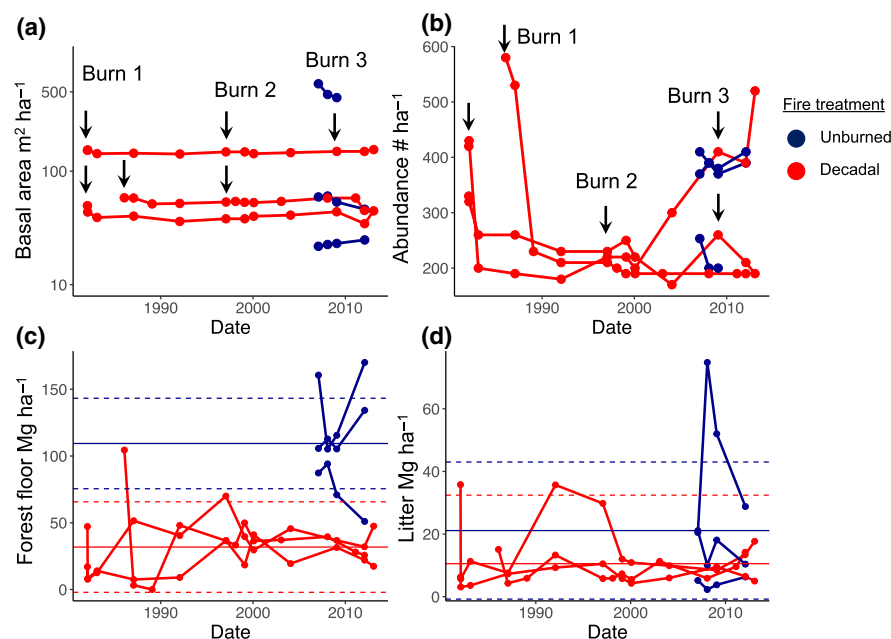 (a)
Burn 1
Burn 2
Burn 3
Basal area m² ha⁻¹
500
100
10
1990
2000
2010
Date
(b)
Burn 1
Burn 2
Burn 3
Abundance # ha⁻¹
600
500
400
300
200
1990
2000
2010
Date
Fire treatment
Unburned
Decadal
(c)
Forest floor Mg ha⁻¹
150
100
50
0
1990
2000
2010
Date
(d)
Litter Mg ha⁻¹
60
40
20
0
1990
2000
2010
Date